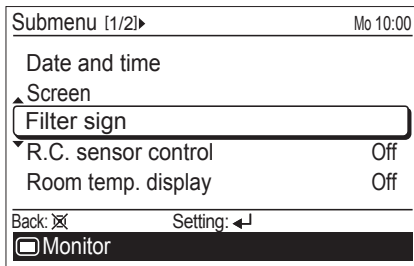 Submenu [1/2]▸ Mo 10:00
Date and time
Screen
Filter sign
R.C. sensor control Off
Room temp. display Off
Back: Setting:
Monitor